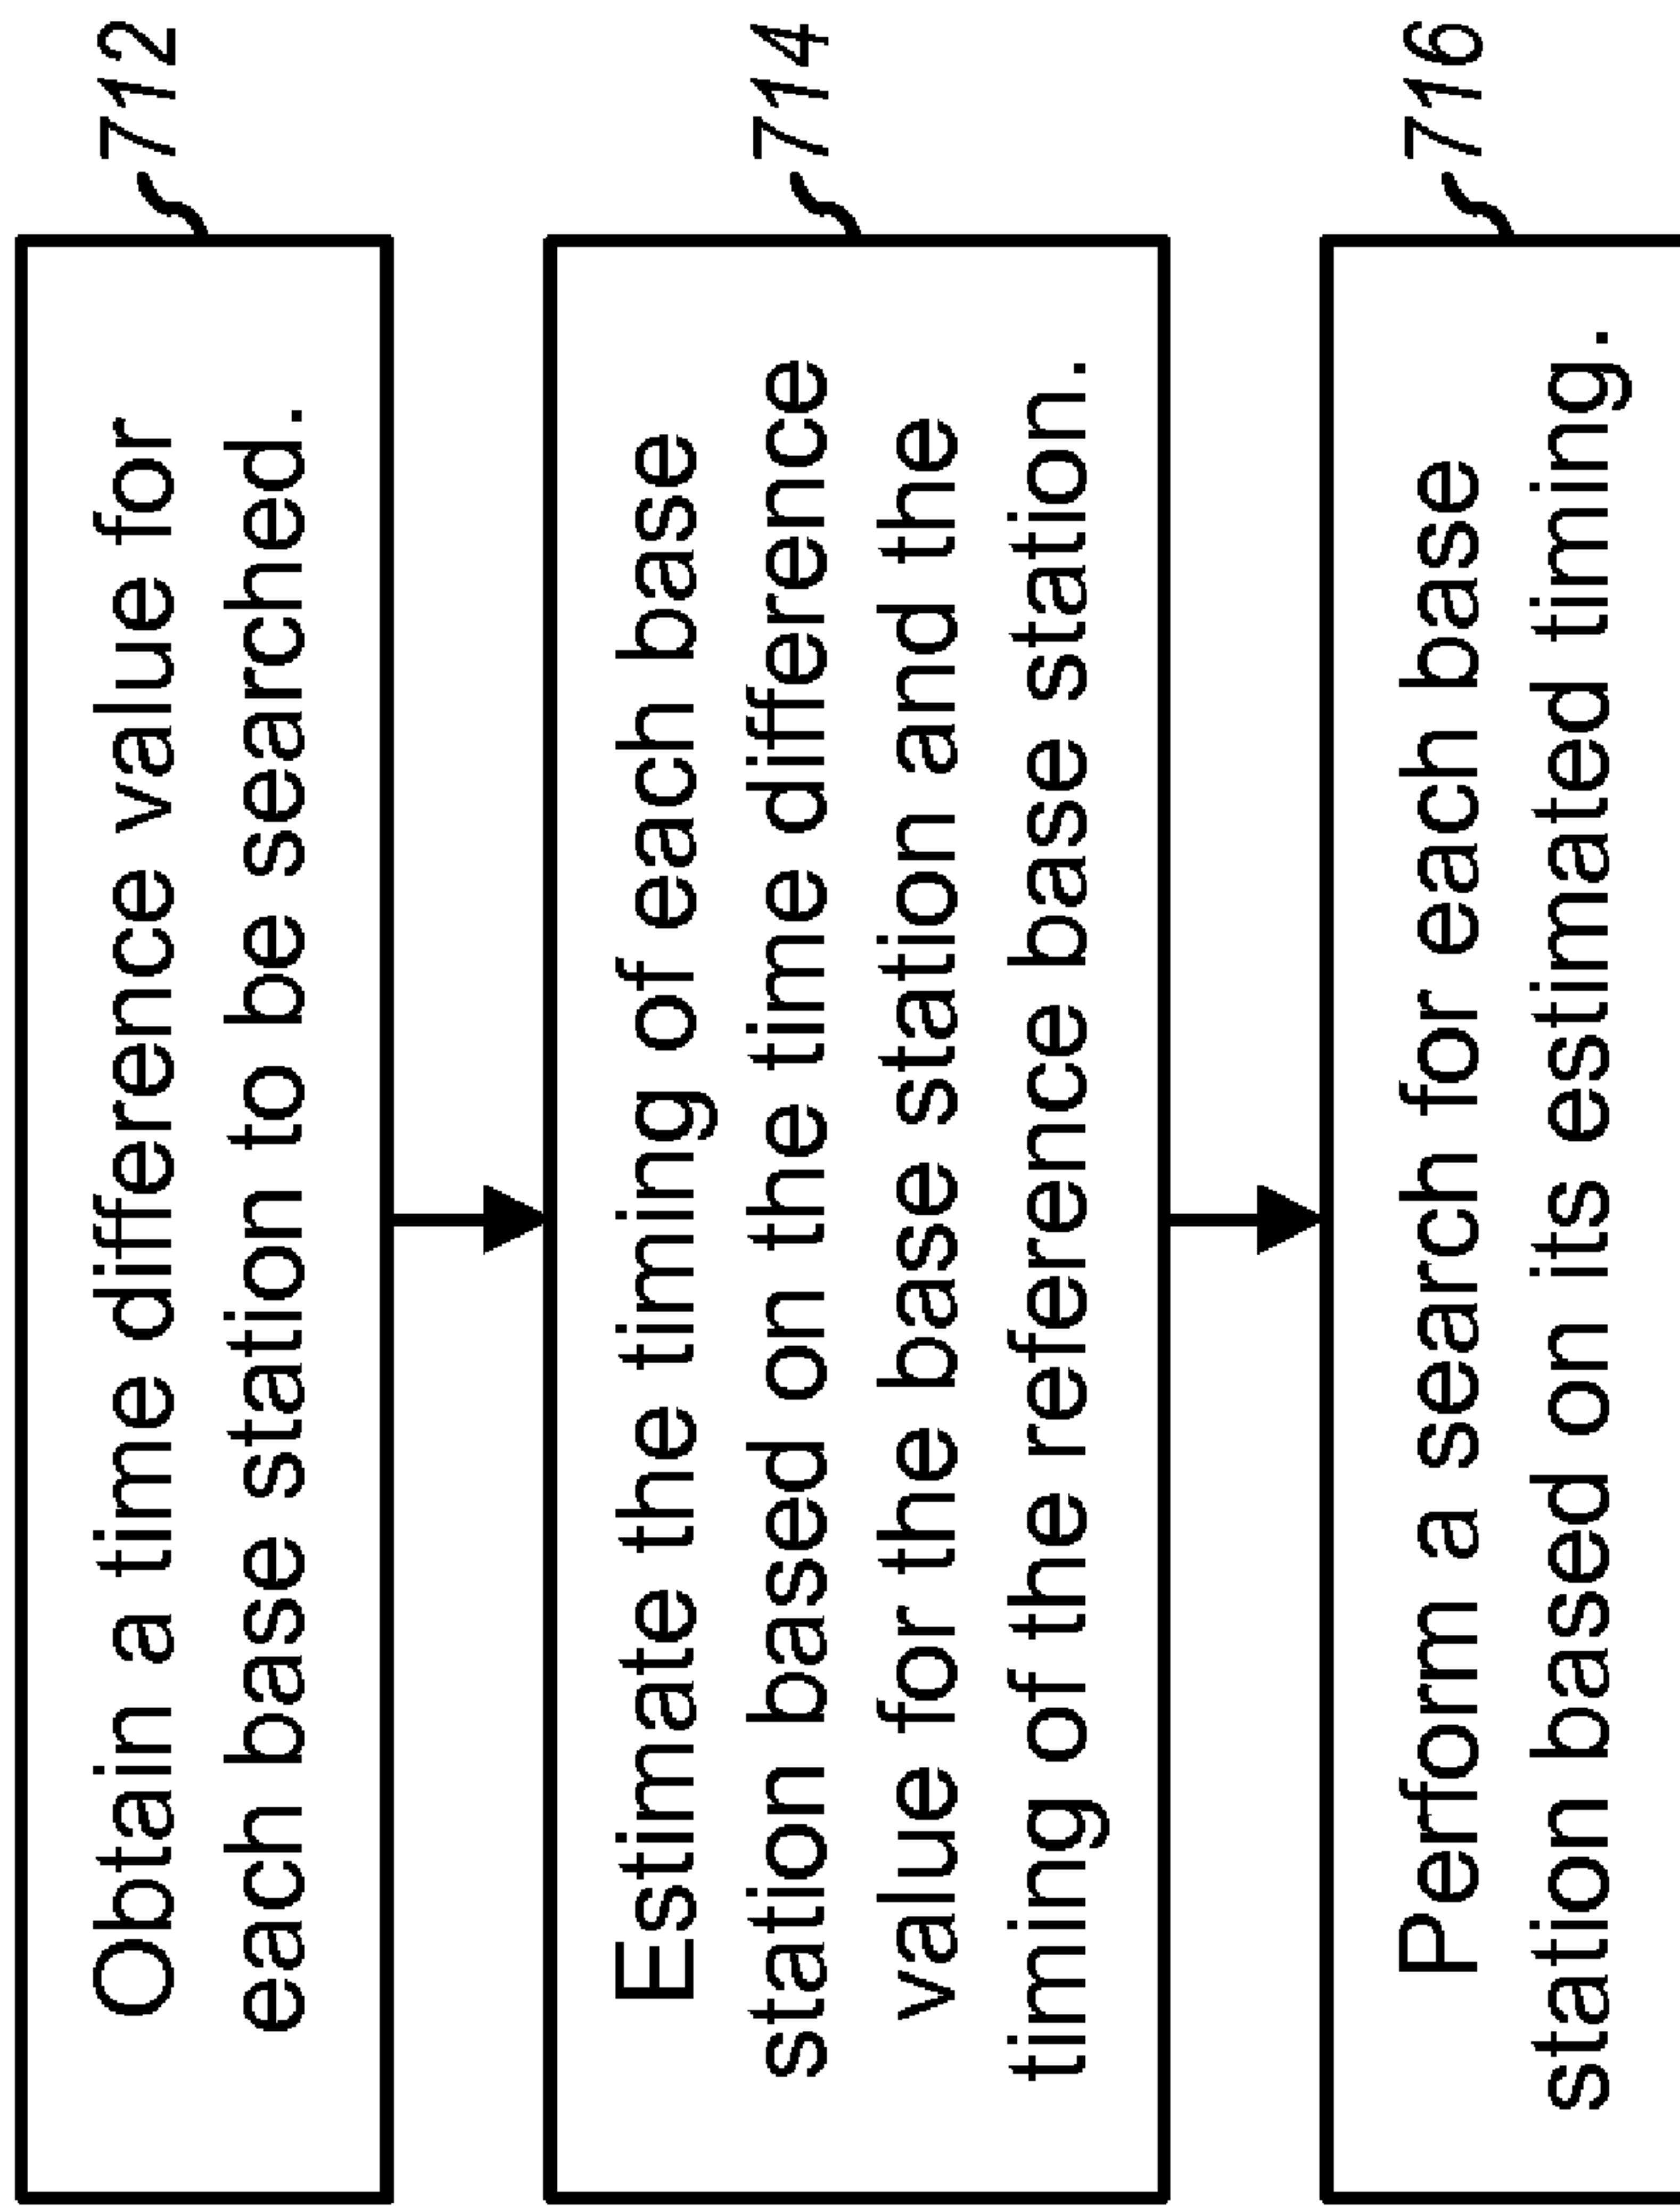 Obtain a time difference value for
each base station to be searched.
712
Estimate the timing of each base
station based on the time difference
value for the base station and the
timing of the reference base station.
714
Perform a search for each base
station based on its estimated timing.
716